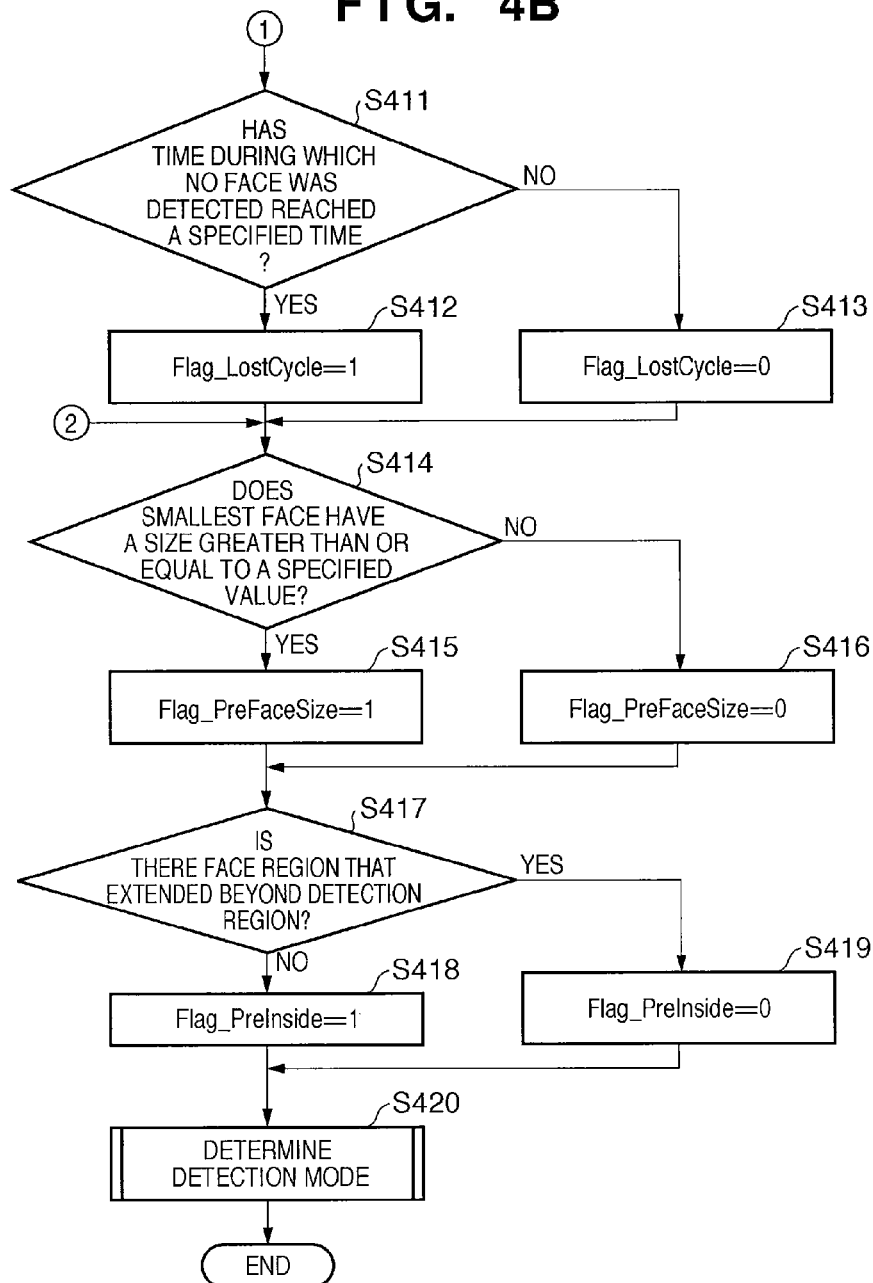 FIG. 4B
1
S411
HAS
TIME DURING WHICH
NO FACE WAS
DETECTED REACHED
A SPECIFIED TIME
?
NO
YES
S412
Flag_LostCycle==1
S413
Flag_LostCycle==0
2
S414
DOES
SMALLEST FACE HAVE
A SIZE GREATER THAN OR
EQUAL TO A SPECIFIED
VALUE?
NO
YES
S415
Flag_PreFaceSize==1
S416
Flag_PreFaceSize==0
S417
IS
THERE FACE REGION THAT
EXTENDED BEYOND DETECTION
REGION?
YES
NO
S418
Flag_PreInside==1
S419
Flag_PreInside==0
S420
DETERMINE
DETECTION MODE
END